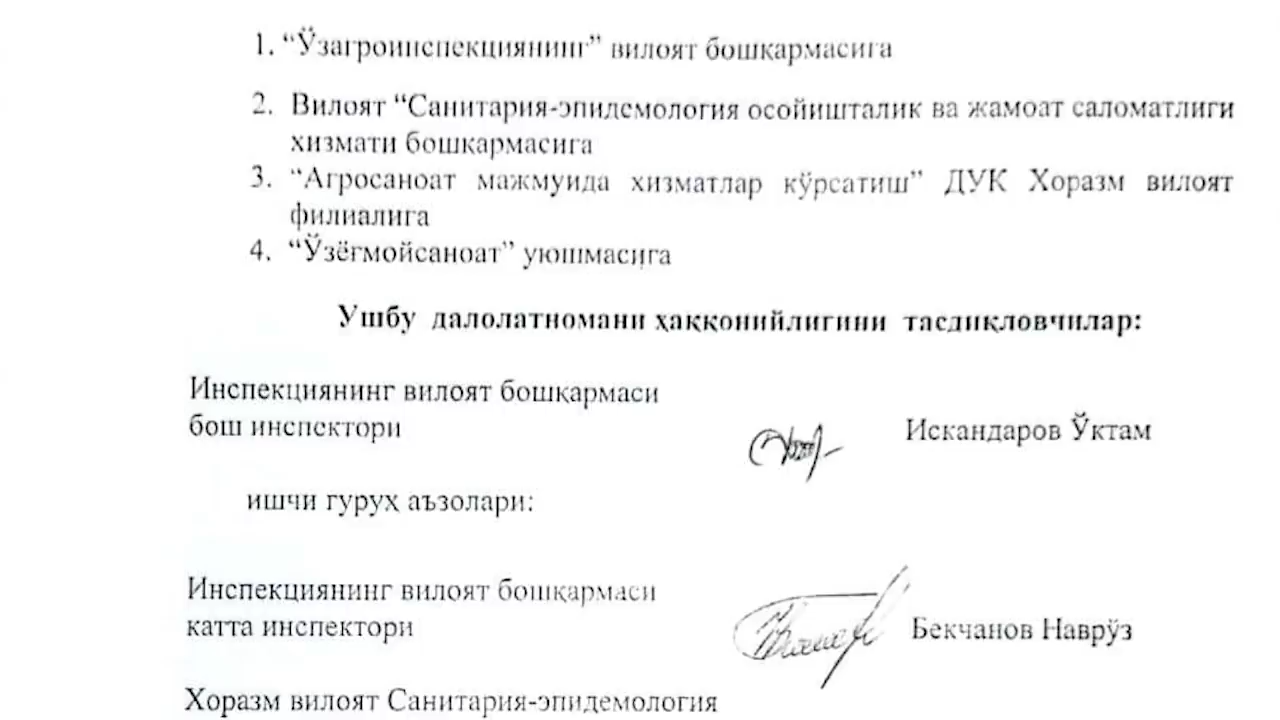 1. “Ўзагроинспекциянинг” вилоят бошқармасига
2. Вилоят “Санитария-эпидемология осойишталик ва жамоат саломатлиги
хизмати бошқармасига
3. “Агросаноат мажмуида хизматлар кўрсатиш” ДУК Хоразм вилоят
филиалига
4. “Ўзёғмойсаноат” уюшмасига
Ушбу далолатномани ҳаққонийлигини тасдиқловчилар:
Инспекциянинг вилоят бошқармаси
бош инспектори
Искандаров Ўктам
ишчи гуруҳ аъзолари:
Инспекциянинг вилоят бошқармаси
катта инспектори
Бекчанов Наврўз
Хоразм вилоят Санитария-эпидемология